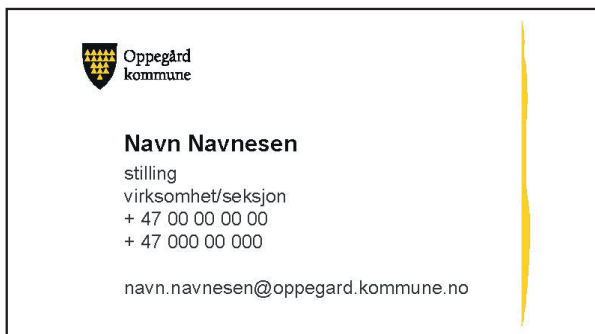 Oppegård
kommune
Navn Navnesen
stilling
virksomhet/seksjon
+ 47 00 00 00 00
+ 47 000 00 000
navn.navnesen@oppegard.kommune.no